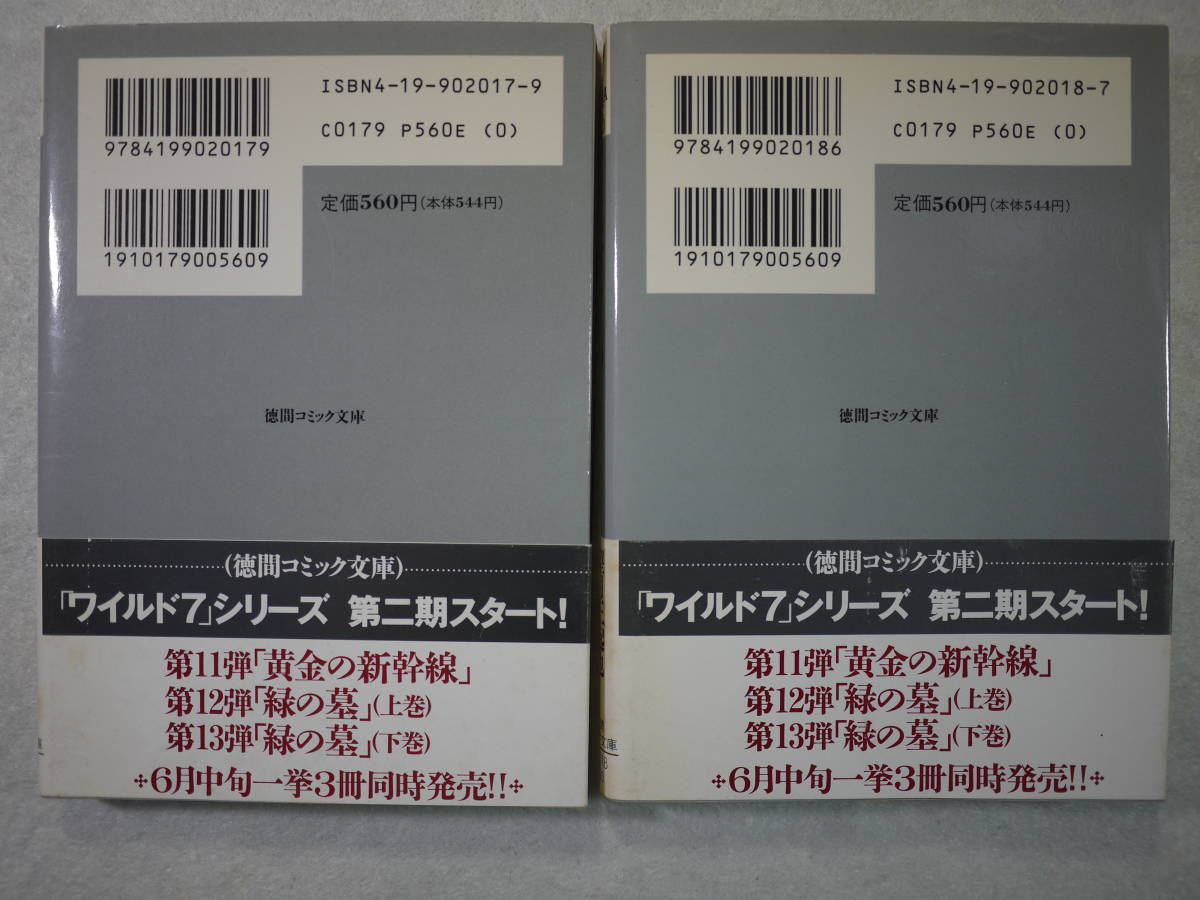 ISBN4-19-902017-9
C0179 P560E (0)
9784199020179
定価560円(本体544円)
1910179005609
徳間コミック文庫
(徳間コミック文庫)
「ワイルド7」シリーズ 第二期スタート!
第11弾「黄金の新幹線」
第12弾「緑の墓」(上巻)
第13弾「緑の墓」(下巻)
6月中旬一挙3冊同時発売!!
ISBN4-19-902018-7
C0179 P560E (0)
9784199020186
定価560円(本体544円)
1910179005609
徳間コミック文庫
(徳間コミック文庫)
「ワイルド7」シリーズ 第二期スタート!
第11弾「黄金の新幹線」
第12弾「緑の墓」(上巻)
第13弾「緑の墓」(下巻)
6月中旬一挙3冊同時発売!!